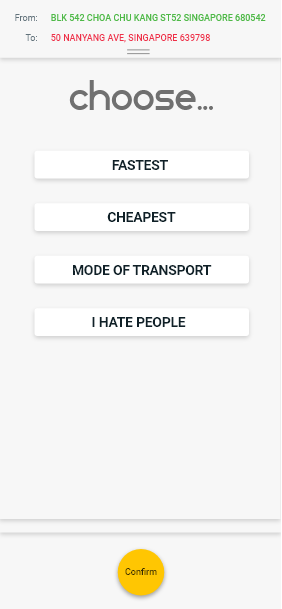 From: BLK 542 CHOA CHU KANG ST52 SINGAPORE 680542
To: 50 NANYANG AVE, SINGAPORE 639798
choose...
FASTEST
CHEAPEST
MODE OF TRANSPORT
I HATE PEOPLE
Confirm